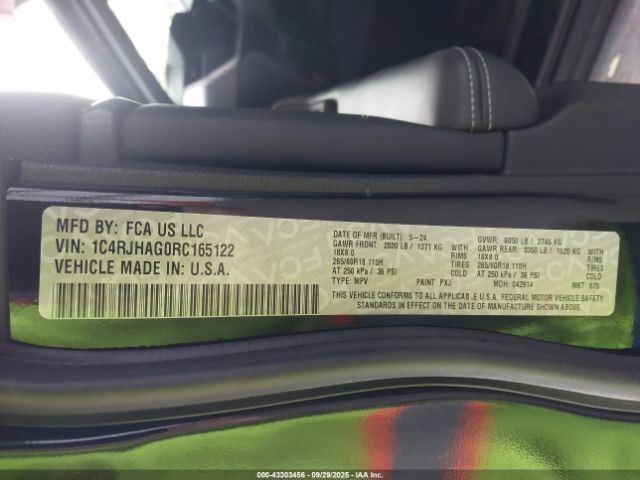 MFD BY: FCA US LLC
VIN: 1C4RJHAG0RC165122
VEHICLE MADE IN: U.S.A.
DATE OF MFR (BUILT): 5-24 GVWR: 6050 LB / 2745 KG
GAWR FRONT: 2800 LB / 1271 KG WITH GAWR REAR: 3350 LB / 1520 KG WITH
18X8.0 RIMS 18X8.0 RIMS
265/60R18 110H TIRES 265/60R18 110H TIRES
AT 250 kPa / 36 PSI COLD AT 250 kPa / 36 PSI COLD
TYPE: MPV PAINT: PXJ MDH: 042914 MKT:
THIS VEHICLE CONFORMS TO ALL APPLICAB.E U.S.A. FEDERAL MOTOR VEHICLE SAFETY
STANDARDS IN EFFECT ON THE DATE OF MANUFACTURE SHOWN ABOVE.
000-43303456 - 09/29/2025 - IAAI.com